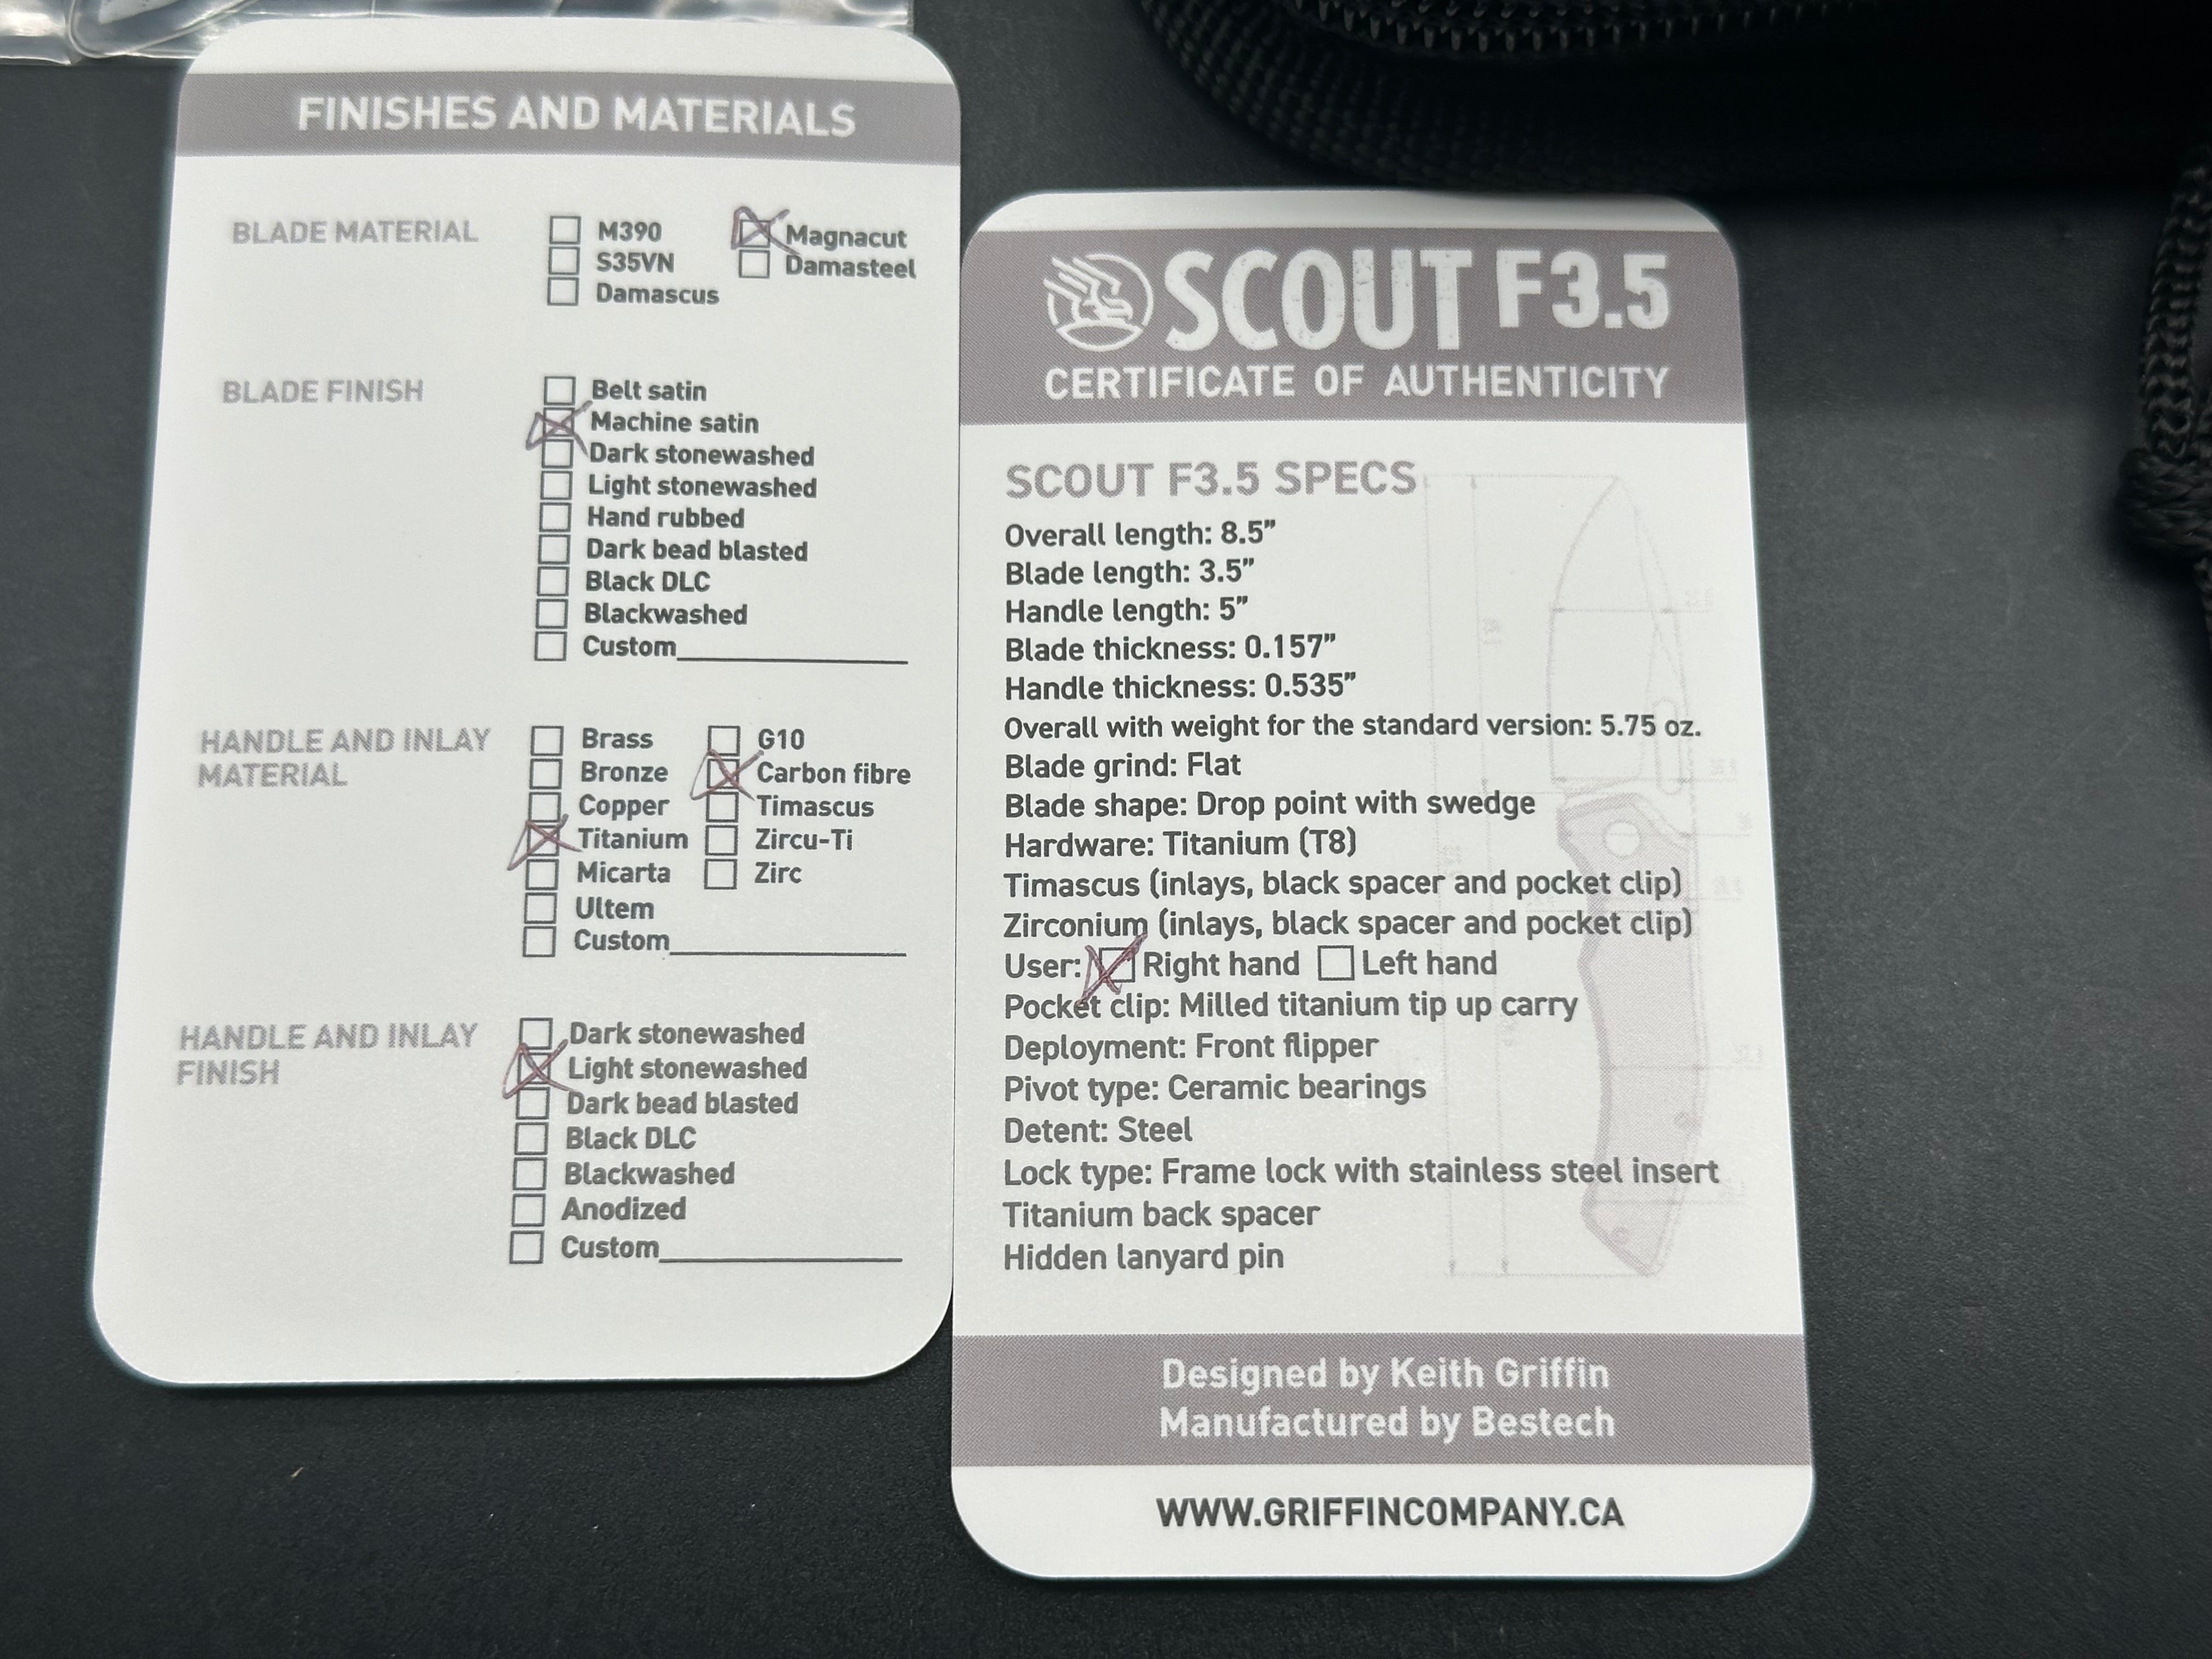 FINISHES AND MATERIALS
BLADE MATERIAL
M390
S35VN
Damascus
Magnacut
Damasteel
BLADE FINISH
Belt satin
Machine satin
Dark stonewashed
Light stonewashed
Hand rubbed
Dark bead blasted
Black DLC
Blackwashed
Custom
HANDLE AND INLAY
MATERIAL
Brass
Bronze
Copper
Titanium
Micarta
Ultem
Custom
G10
Carbon fibre
Timascus
Zircu-Ti
Zirc
HANDLE AND INLAY
FINISH
Dark stonewashed
Light stonewashed
Dark bead blasted
Black DLC
Blackwashed
Anodized
Custom
SCOUT F3.5
CERTIFICATE OF AUTHENTICITY
SCOUT F3.5 SPECS
Overall length: 8.5”
Blade length: 3.5”
Handle length: 5”
Blade thickness: 0.157”
Handle thickness: 0.535”
Overall with weight for the standard version: 5.75 oz.
Blade grind: Flat
Blade shape: Drop point with swedge
Hardware: Titanium (T8)
Timascus (inlays, black spacer and pocket clip)
Zirconium (inlays, black spacer and pocket clip)
User: Right hand Left hand
Pocket clip: Milled titanium tip up carry
Deployment: Front flipper
Pivot type: Ceramic bearings
Detent: Steel
Lock type: Frame lock with stainless steel insert
Titanium back spacer
Hidden lanyard pin
Designed by Keith Griffin
Manufactured by Bestech
WWW.GRIFFINCOMPANY.CA